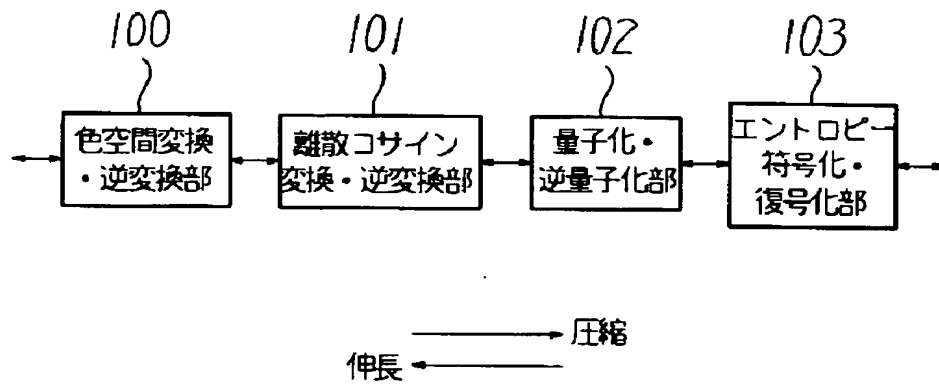 100
101
102
103
色空間変換
・逆変換部
離散コサイン
変換・逆変換部
量子化・
逆量子化部
エントロピー
符号化・
復号化部
圧縮
伸長